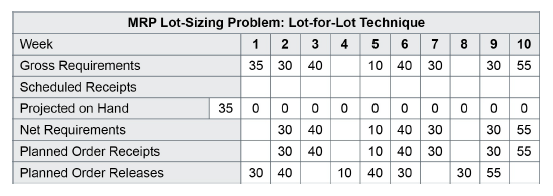 MRP Lot-Sizing Problem: Lot-for-Lot Technique
Week 1 2 3 4 5 6 7 8 9 10
Gross Requirements 35 30 40 10 40 30 30 55
Scheduled Receipts
Projected on Hand 35 0 0 0 0 0 0 0 0 0 0
Net Requirements 30 40 10 40 30 30 55
Planned Order Receipts 30 40 10 40 30 30 55
Planned Order Releases 30 40 10 40 30 30 55